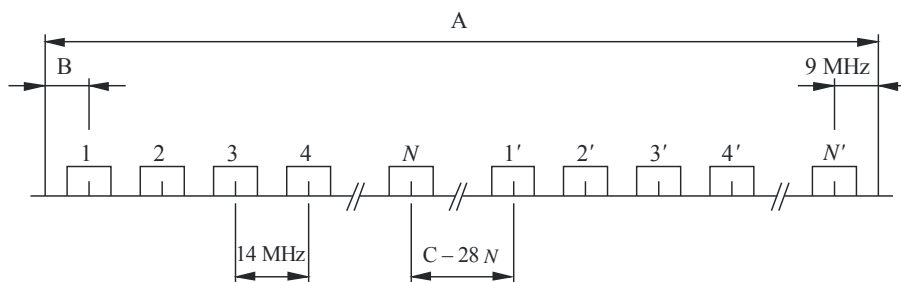 A
B
9 MHz
1 2 3 4 N 1′ 2′ 3′ 4′ N′
14 MHz
C – 28 N